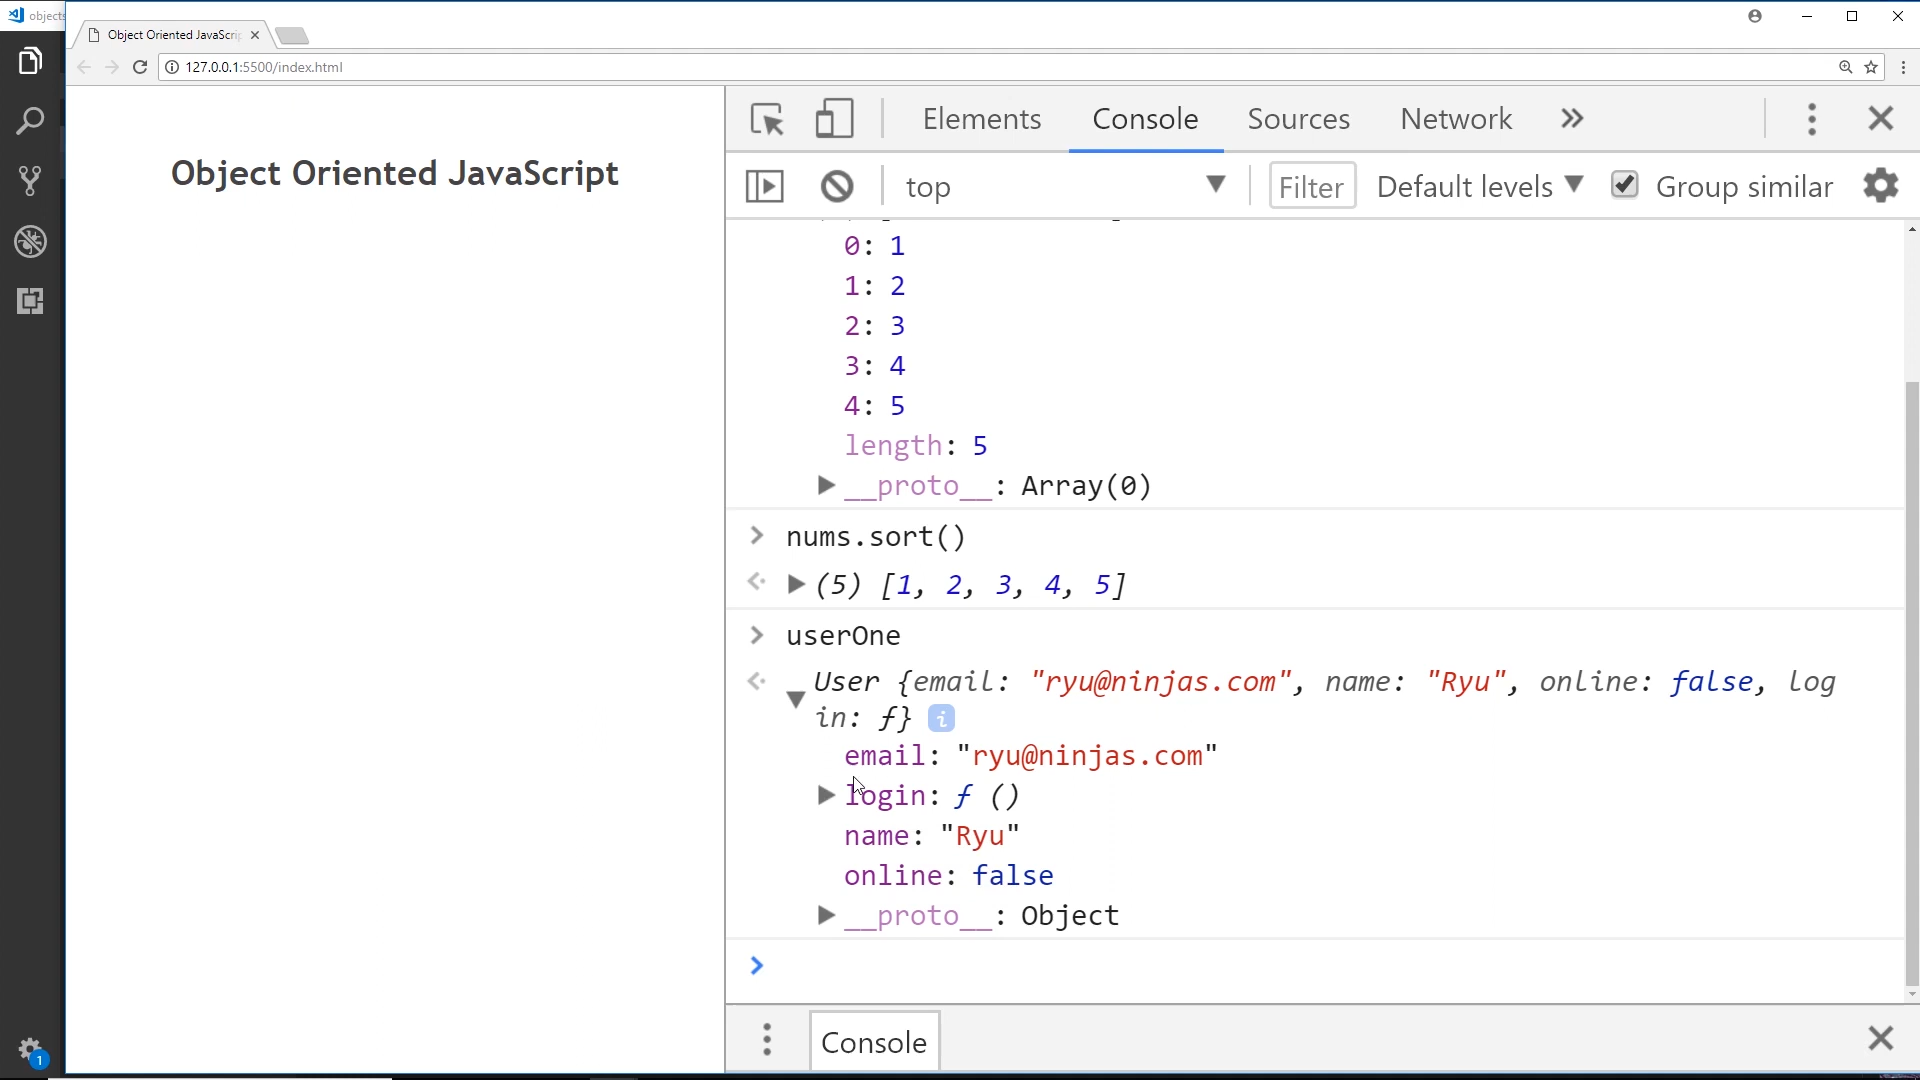 objects
Object Oriented JavaScri
127.0.0.1:5500/index.html
Object Oriented JavaScript
Elements Console Sources Network »
top Filter Default levels Group similar
0: 1
1: 2
2: 3
3: 4
4: 5
length: 5
__proto__: Array(0)
> nums.sort()
(5) [1, 2, 3, 4, 5]
> userOne
User {email: "ryu@ninjas.com", name: "Ryu", online: false, log
in: ƒ} i
email: "ryu@ninjas.com"
login: ƒ ()
name: "Ryu"
online: false
__proto__: Object
>
Console
1